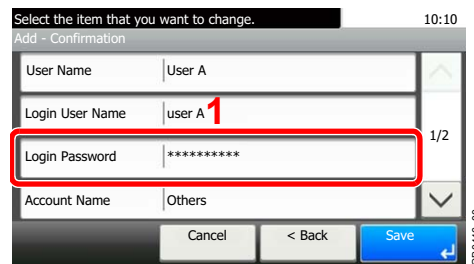 Select the item that you want to change. 10:10
Add - Confirmation
User Name User A
Login User Name user A 1
1/2
Login Password **********
Account Name Others
Cancel < Back Save